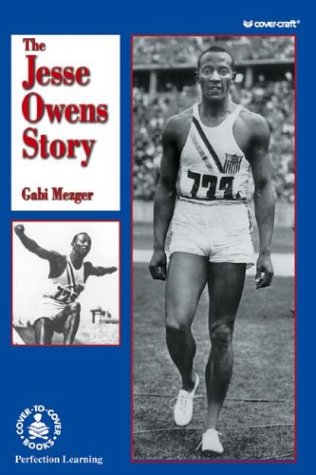 cover-craft®
The
Jesse
Owens
Story
Gabi Mezger
733
COVER-TO-COVER
BOOKS®
Perfection Learning